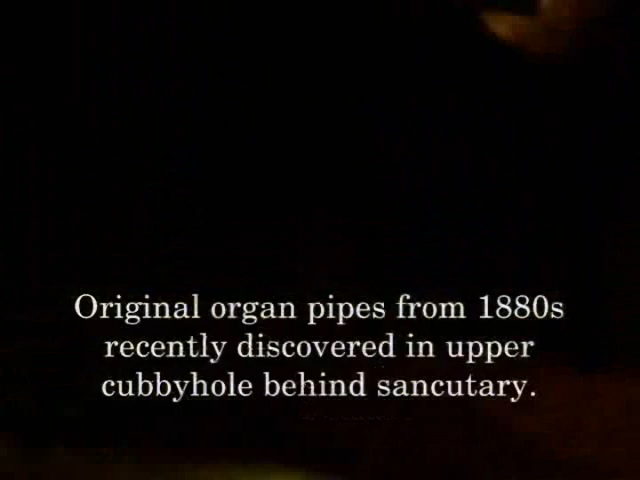 Original organ pipes from 1880s
recently discovered in upper
cubbyhole behind sancutary.